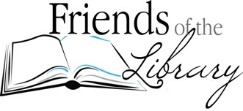 Friends of the
Library